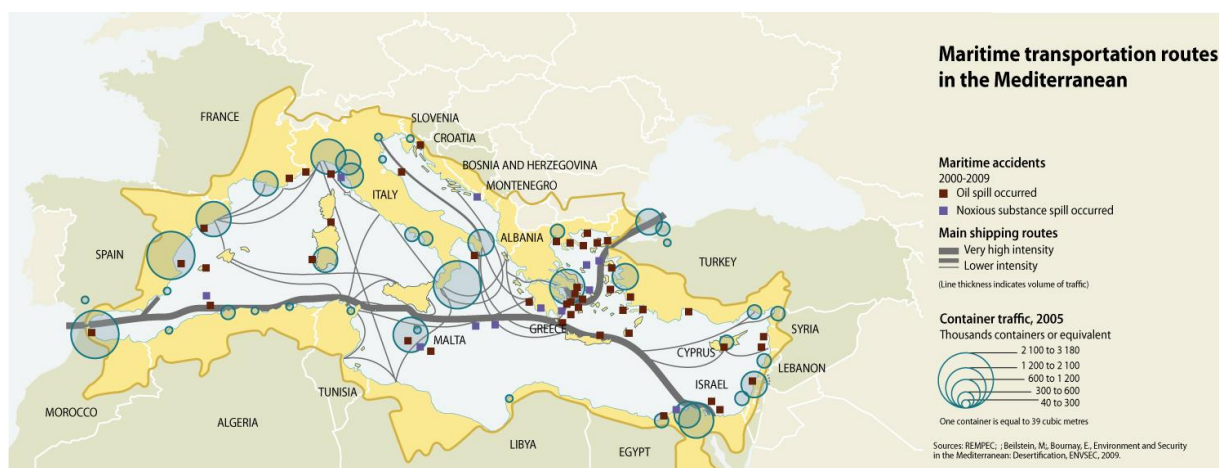 Maritime transportation routes
in the Mediterranean
Maritime accidents
2000-2009
Oil spill occurred
Noxious substance spill occurred
Main shipping routes
Very high intensity
Lower intensity
(Line thickness indicates volume of traffic)
Container traffic, 2005
Thousands containers or equivalent
2 100 to 3 180
1 200 to 2 100
600 to 1 200
300 to 600
40 to 300
One container is equal to 39 cubic metres
Sources: REMPEC; ; Beilstein, M;, Bournay, E., Environment and Security
in the Mediterranean: Desertification, ENVSEC, 2009.
FRANCE
SLOVENIA
CROATIA
BOSNIA AND HERZEGOVINA
MONTENEGRO
ITALY
ALBANIA
SPAIN
TURKEY
GREECE
MALTA
CYPRUS
SYRIA
LEBANON
ISRAEL
TUNISIA
MOROCCO
ALGERIA
LIBYA
EGYPT